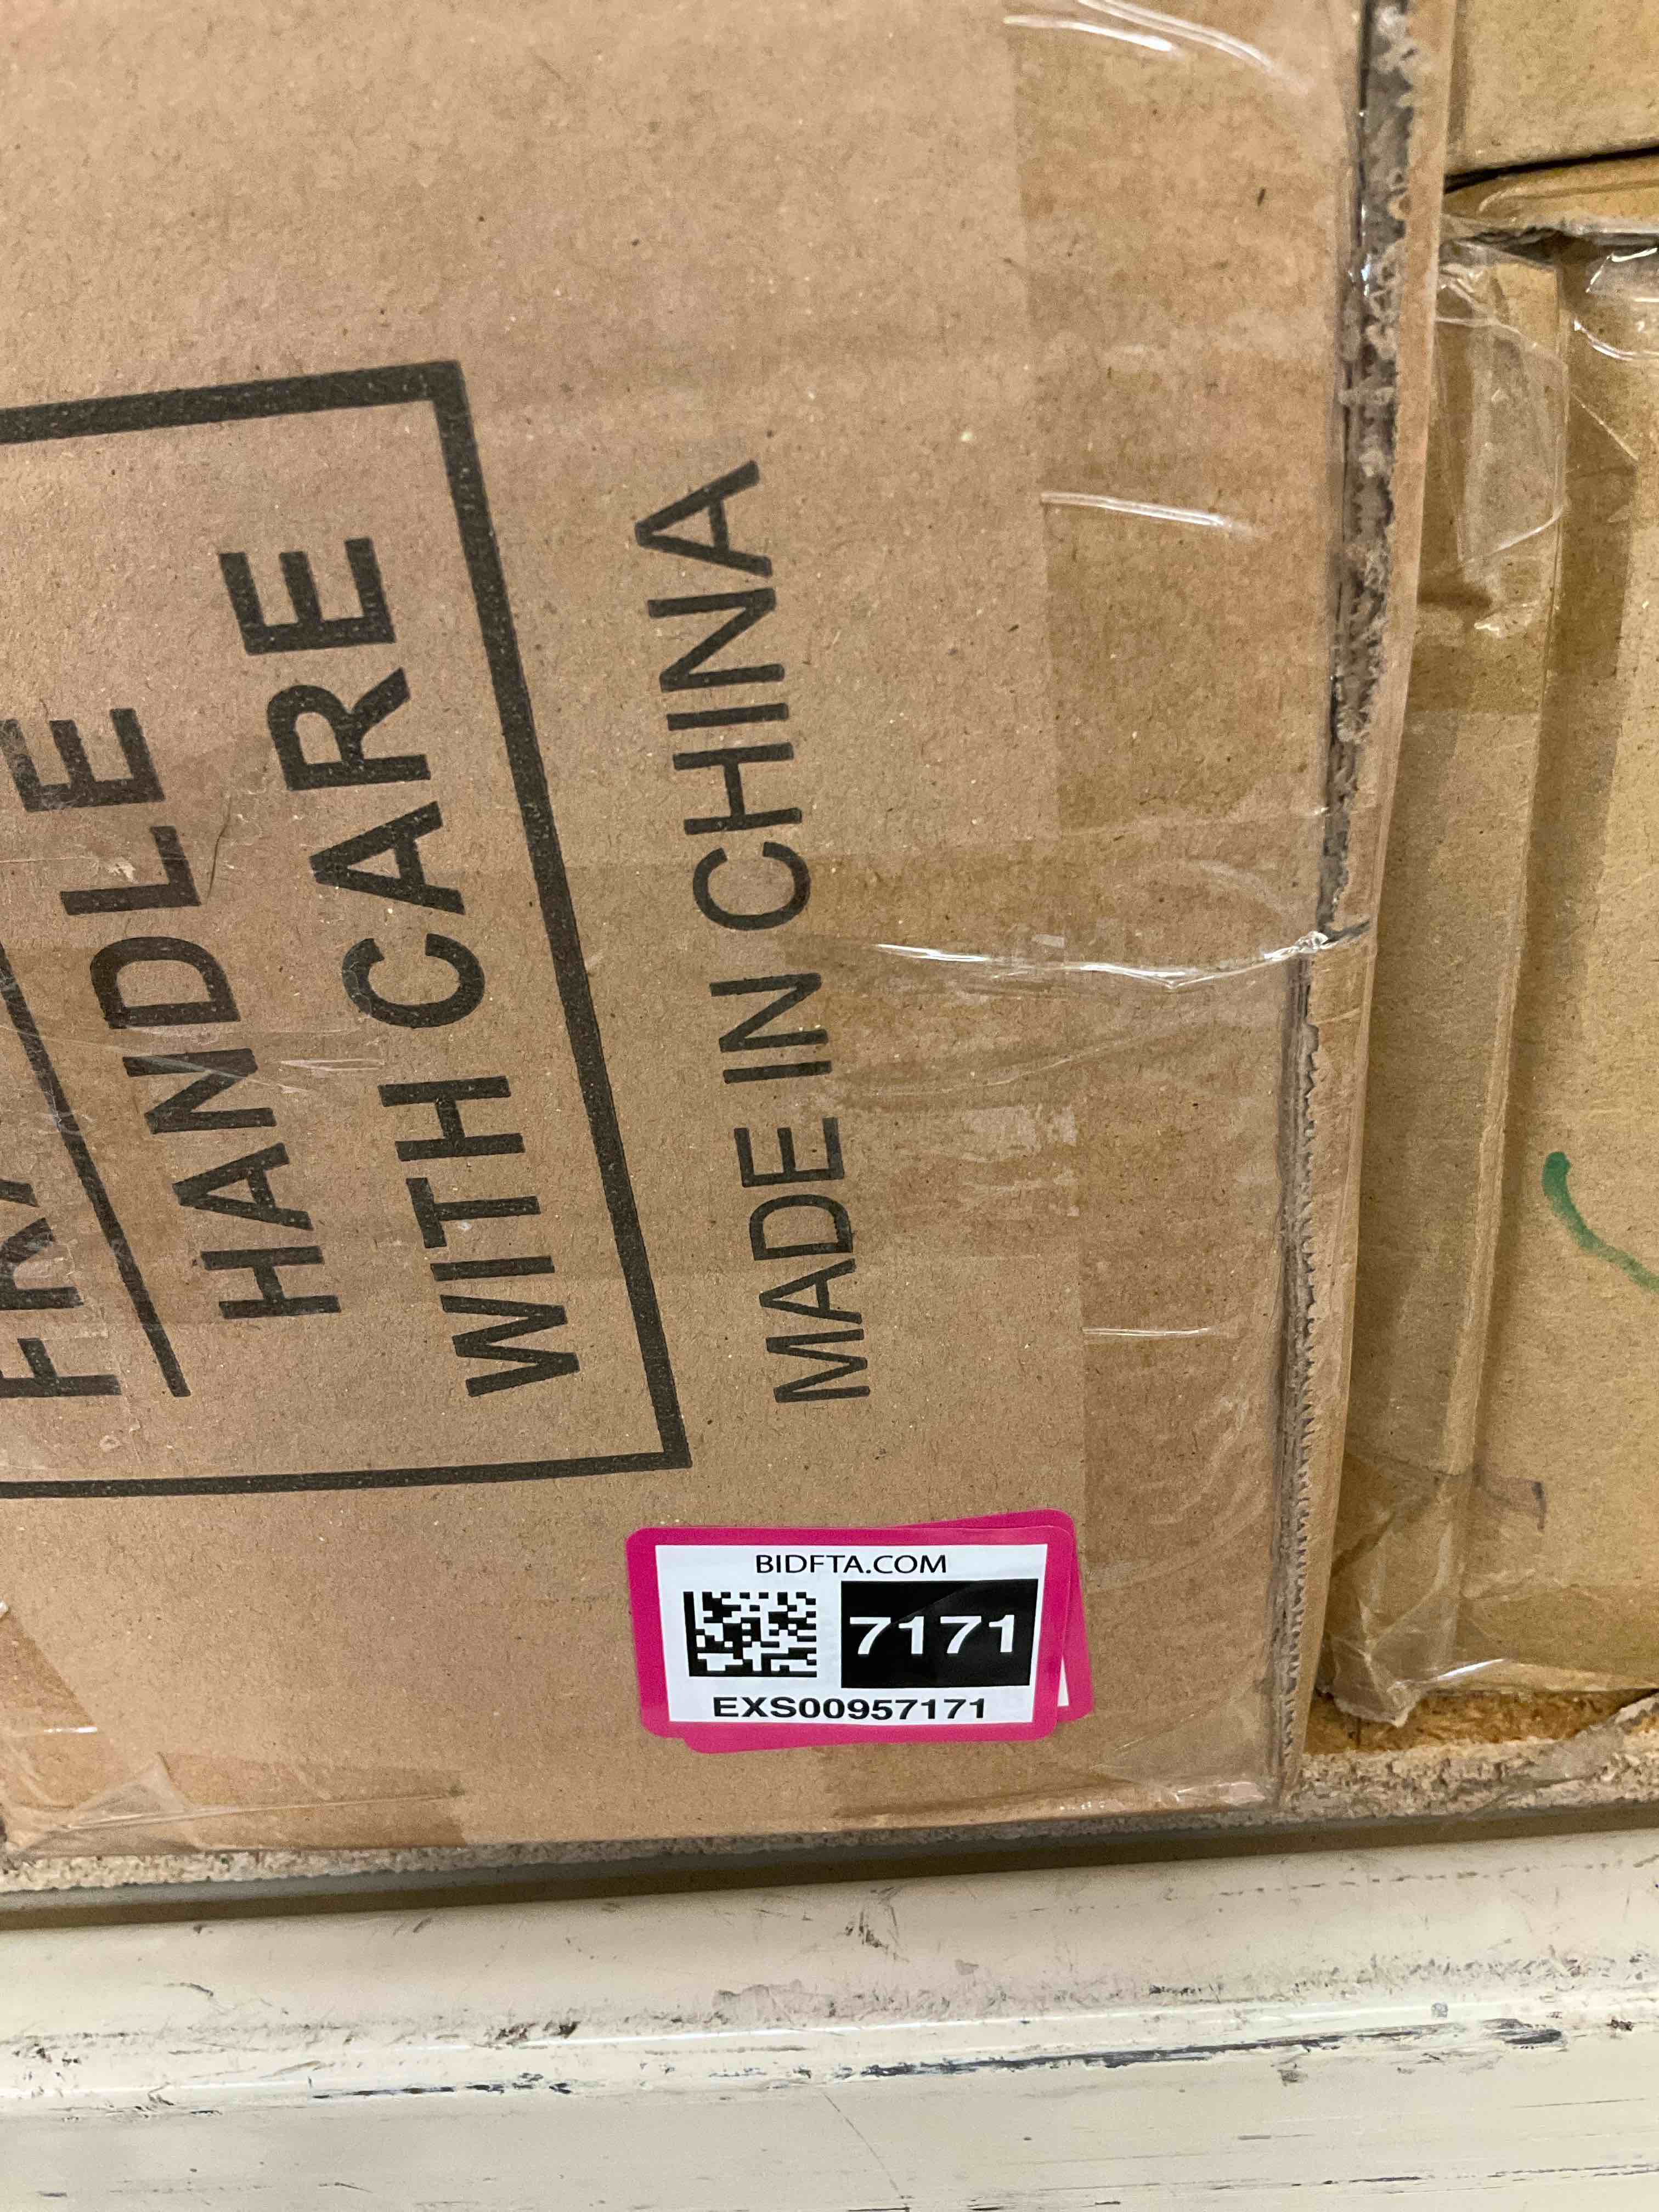 HANDLE
WITH CARE
MADE IN CHINA
BIDFTA.COM
7171
EXS00957171